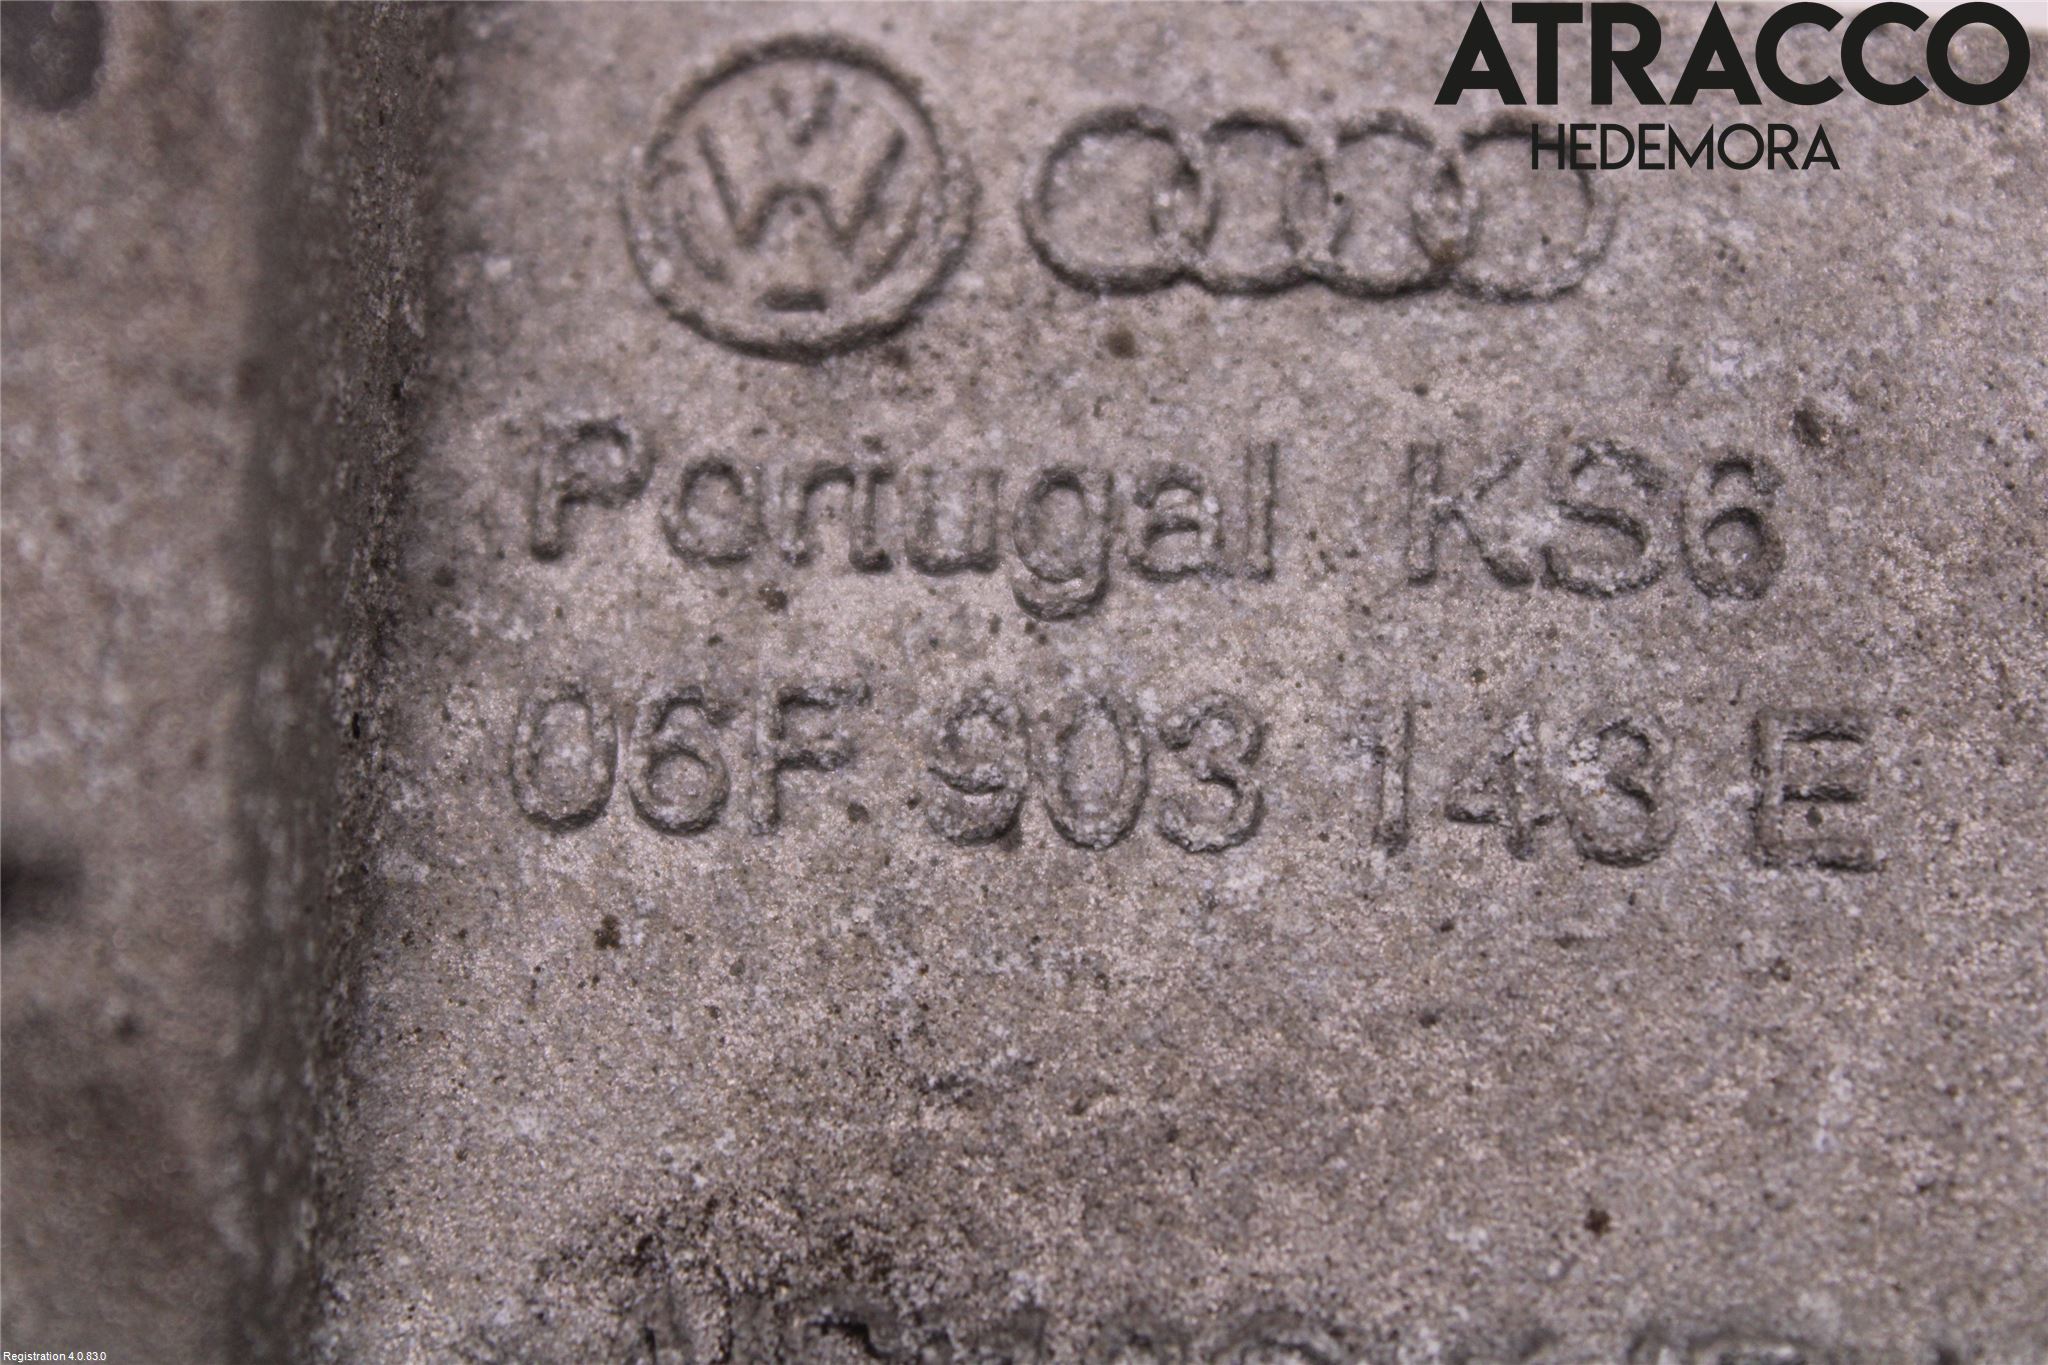 ATRACCO
HEDEMORA
Portugal KS6
06F 903 143 E
Registration 4.0.83.0